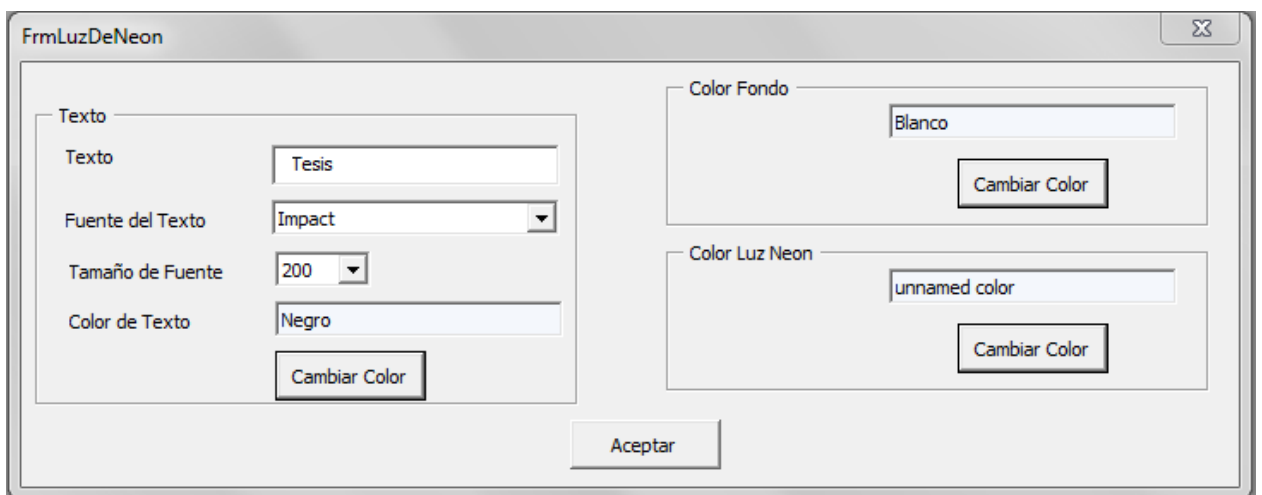 FrmLuzDeNeon
Texto
Texto Tesis
Fuente del Texto Impact
Tamaño de Fuente 200
Color de Texto Negro
Cambiar Color
Color Fondo
Blanco
Cambiar Color
Color Luz Neon
unnamed color
Cambiar Color
Aceptar